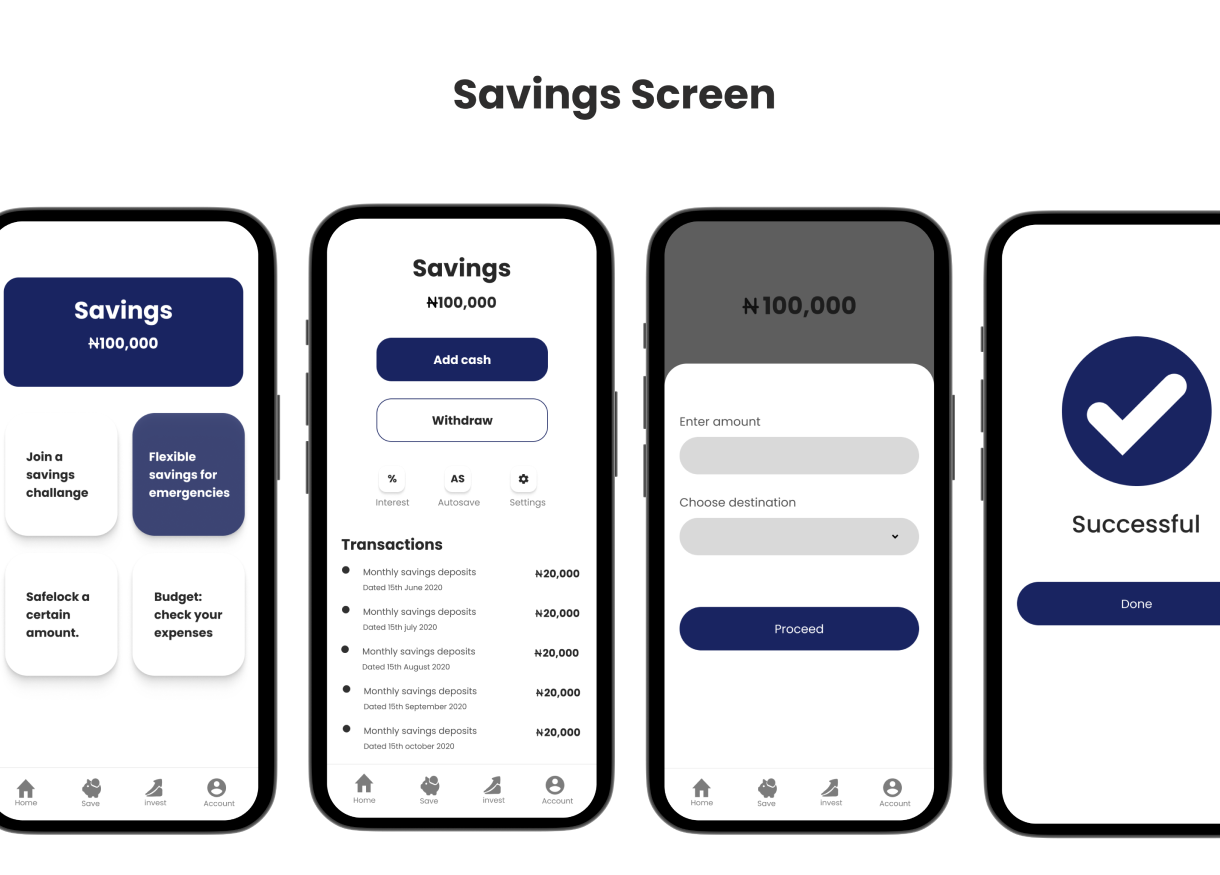 Savings Screen
Savings
₦100,000
Join a
savings
challange
Flexible
savings for
emergencies
Safelock a
certain
amount.
Budget:
check your
expenses
Home
Save
invest
Account
Savings
₦100,000
Add cash
Withdraw
%
AS
Interest
Autosave
Settings
Transactions
Monthly savings deposits
₦20,000
Dated 15th June 2020
Monthly savings deposits
₦20,000
Dated 15th july 2020
Monthly savings deposits
₦20,000
Dated 15th August 2020
Monthly savings deposits
₦20,000
Dated 15th September 2020
Monthly savings deposits
₦20,000
Dated 15th october 2020
Home
Save
invest
Account
₦ 100,000
Enter amount
Choose destination
Proceed
Home
Save
invest
Account
Successful
Done